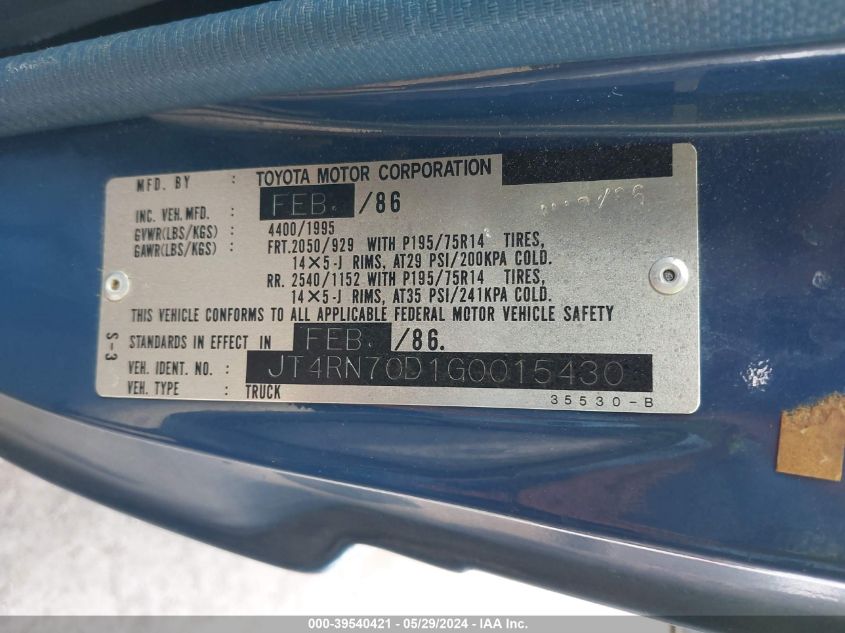 MFD. BY : TOYOTA MOTOR CORPORATION
INC. VEH. MFD. : FEB. /86
GVWR(LBS/KGS) : 4400/1995
GAWR(LBS/KGS) : FRT. 2050/929 WITH P195/75R14 TIRES,
14×5-J RIMS, AT29 PSI/200KPA COLD.
RR. 2540/1152 WITH P195/75R14 TIRES,
14×5-J RIMS, AT35 PSI/241KPA COLD.
THIS VEHICLE CONFORMS TO ALL APPLICABLE FEDERAL MOTOR VEHICLE SAFETY
STANDARDS IN EFFECT IN FEB. /86.
VEH. IDENT. NO. : JT4RN70D1G0015430
VEH. TYPE : TRUCK
S-3
35530-B
000-39540421 - 05/29/2024 - IAA Inc.